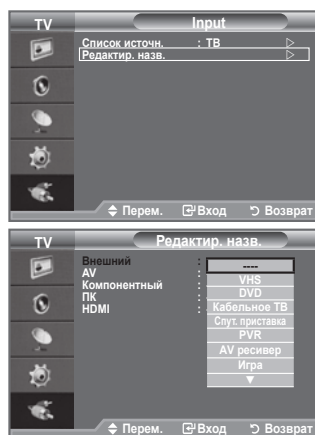 TV Input
Список источн. : ТВ ▷
Редактир. назв. ▷
Перем. Вход Возврат
TV Редактир. назв.
Внешний : ----
AV : VHS
Компонентный : DVD
ПК : Кабельное ТВ
HDMI : Спут. приставка
PVR
AV ресивер
Игра
▼
Перем. Вход Возврат